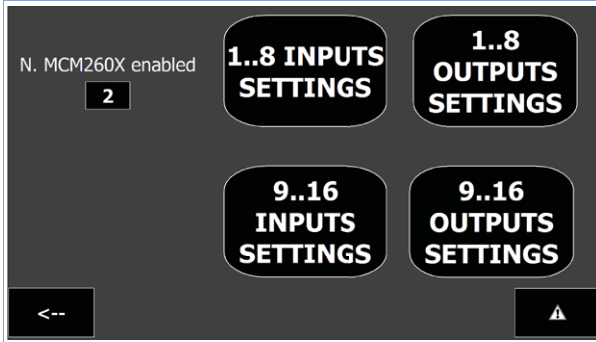 N. MCM260X enabled
2
1..8 INPUTS
SETTINGS
1..8
OUTPUTS
SETTINGS
9..16
INPUTS
SETTINGS
9..16
OUTPUTS
SETTINGS
<--